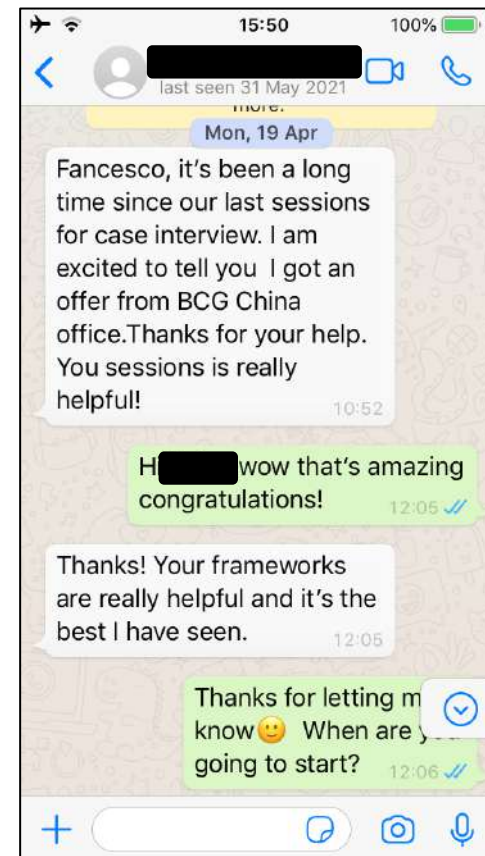 15:50
100%
last seen 31 May 2021
more.
Mon, 19 Apr
Fancesco, it's been a long
time since our last sessions
for case interview. I am
excited to tell you  I got an
offer from BCG China
office.Thanks for your help.
You sessions is really
helpful!
10:52
H wow that's amazing
congratulations!
12:05
Thanks! Your frameworks
are really helpful and it's the
best I have seen.
12:05
Thanks for letting m
know🙂 When are
going to start?
12:06